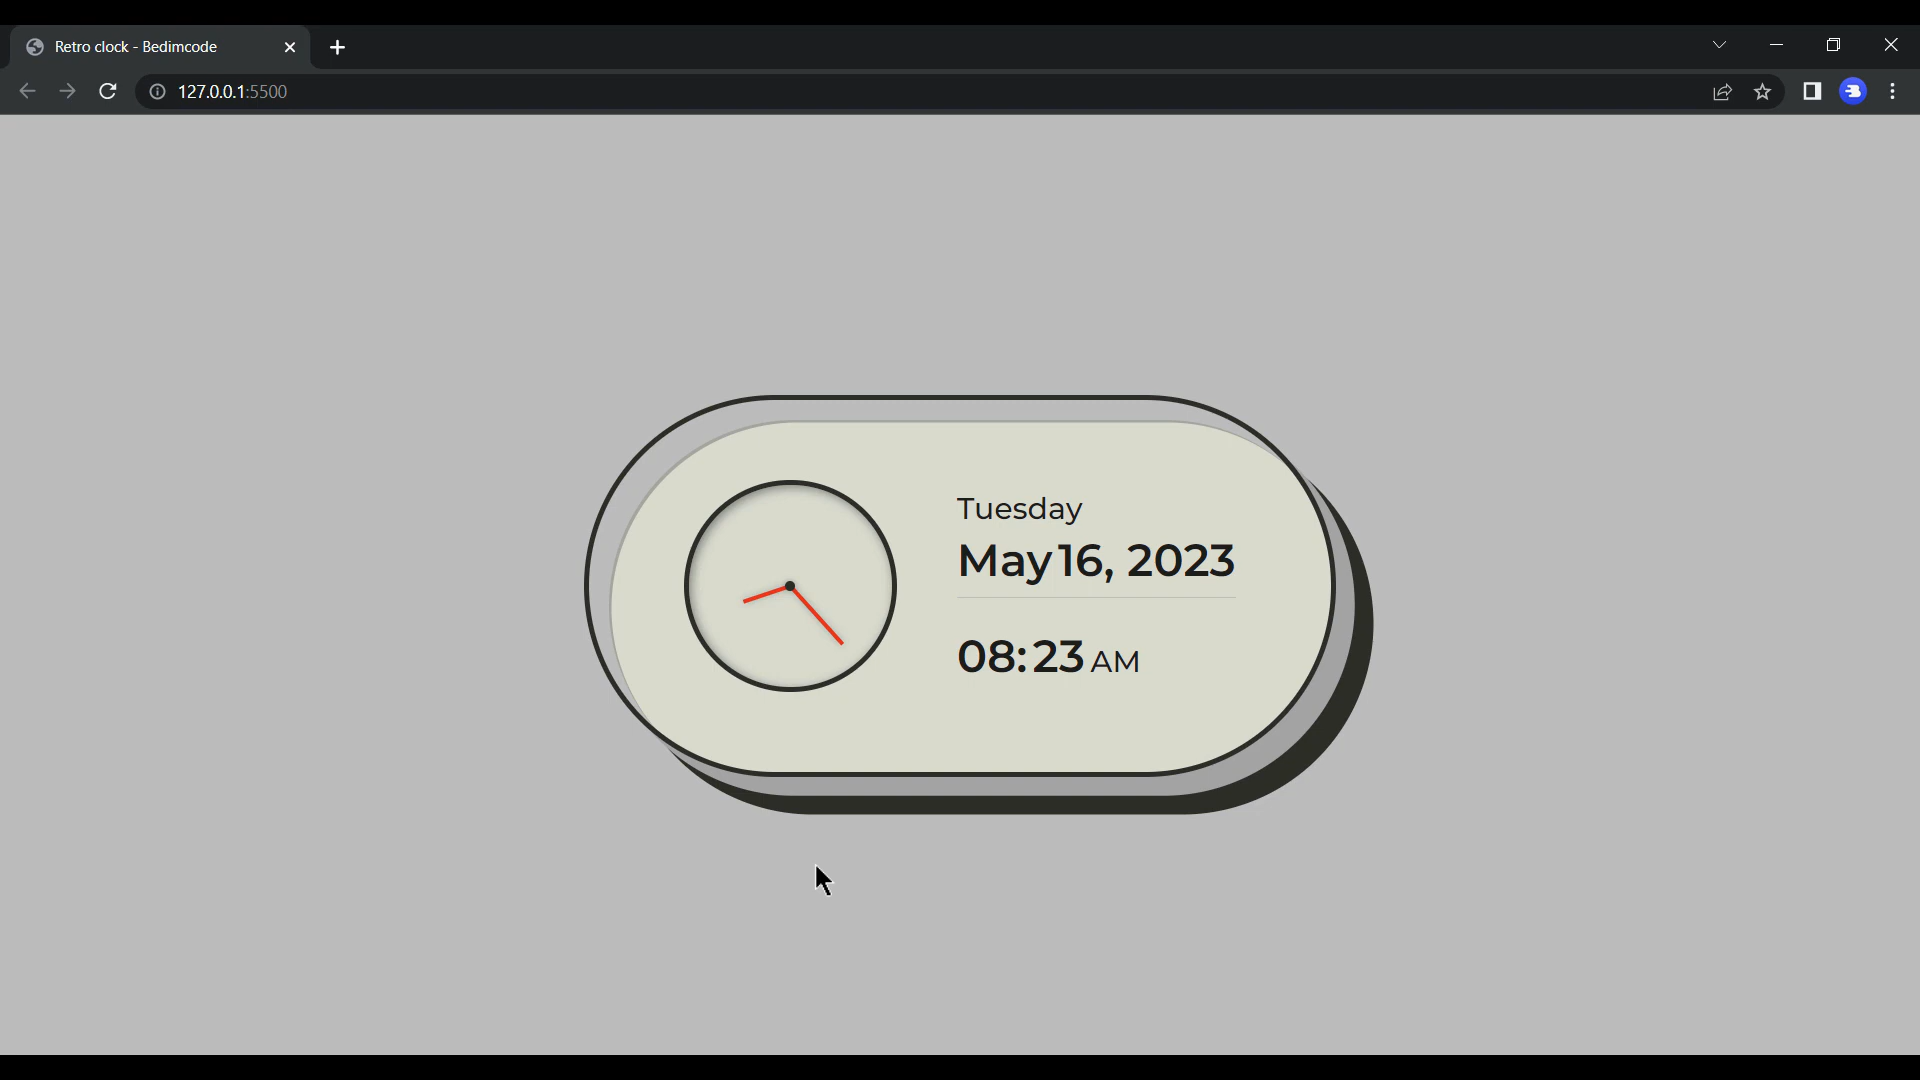 Retro clock - Bedimcode
127.0.0.1:5500
Tuesday
May 16, 2023
08:23 AM